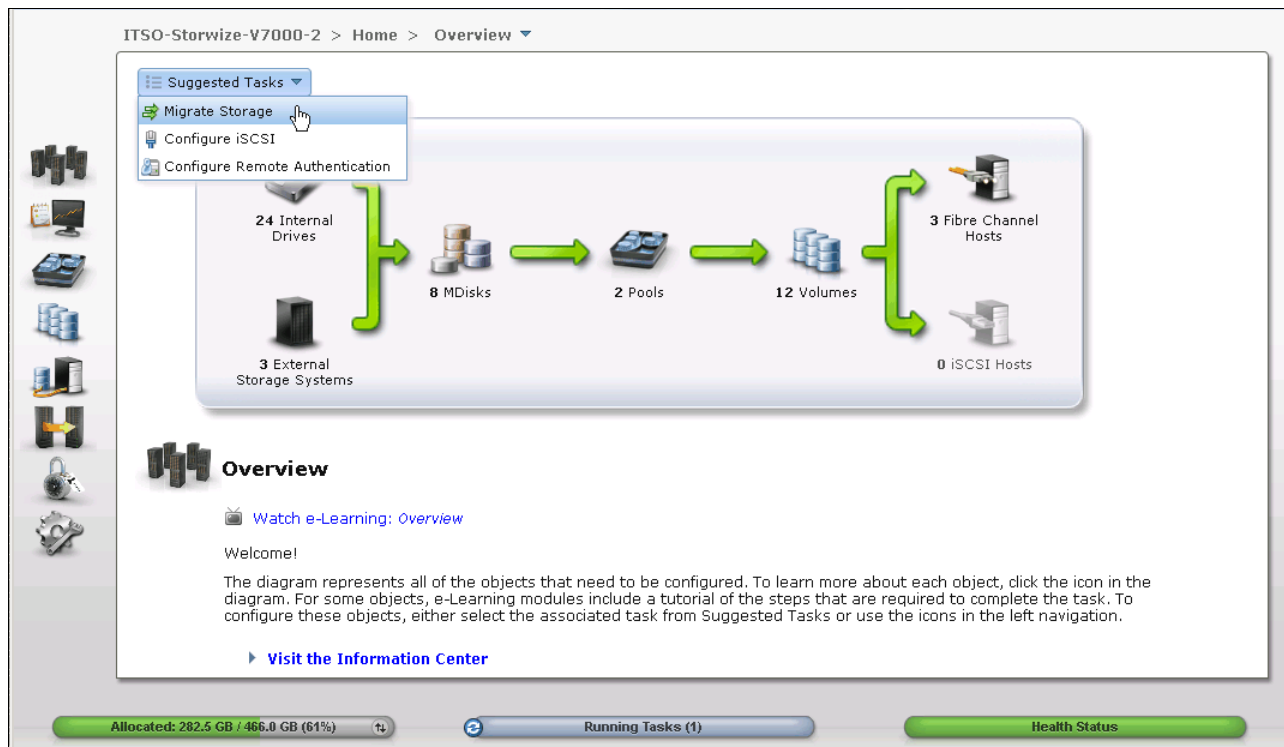 ITSO-Storwize-V7000-2 > Home > Overview
Suggested Tasks
Migrate Storage
Configure iSCSI
Configure Remote Authentication
24 Internal
Drives
3 External
Storage Systems
8 MDisks
2 Pools
12 Volumes
3 Fibre Channel
Hosts
0 iSCSI Hosts
Overview
Watch e-Learning: Overview
Welcome!
The diagram represents all of the objects that need to be configured. To learn more about each object, click the icon in the
diagram. For some objects, e-Learning modules include a tutorial of the steps that are required to complete the task. To
configure these objects, either select the associated task from Suggested Tasks or use the icons in the left navigation.
Visit the Information Center
Allocated: 282.5 GB / 466.0 GB (61%)
Running Tasks (1)
Health Status